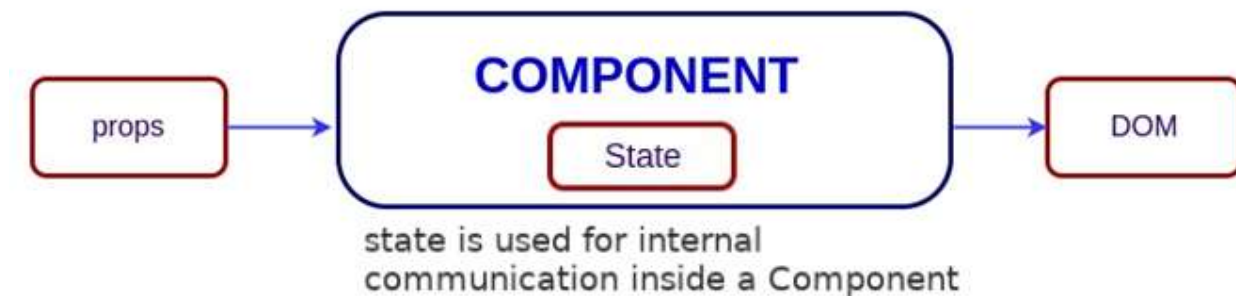 COMPONENT
props
State
DOM
state is used for internal
communication inside a Component